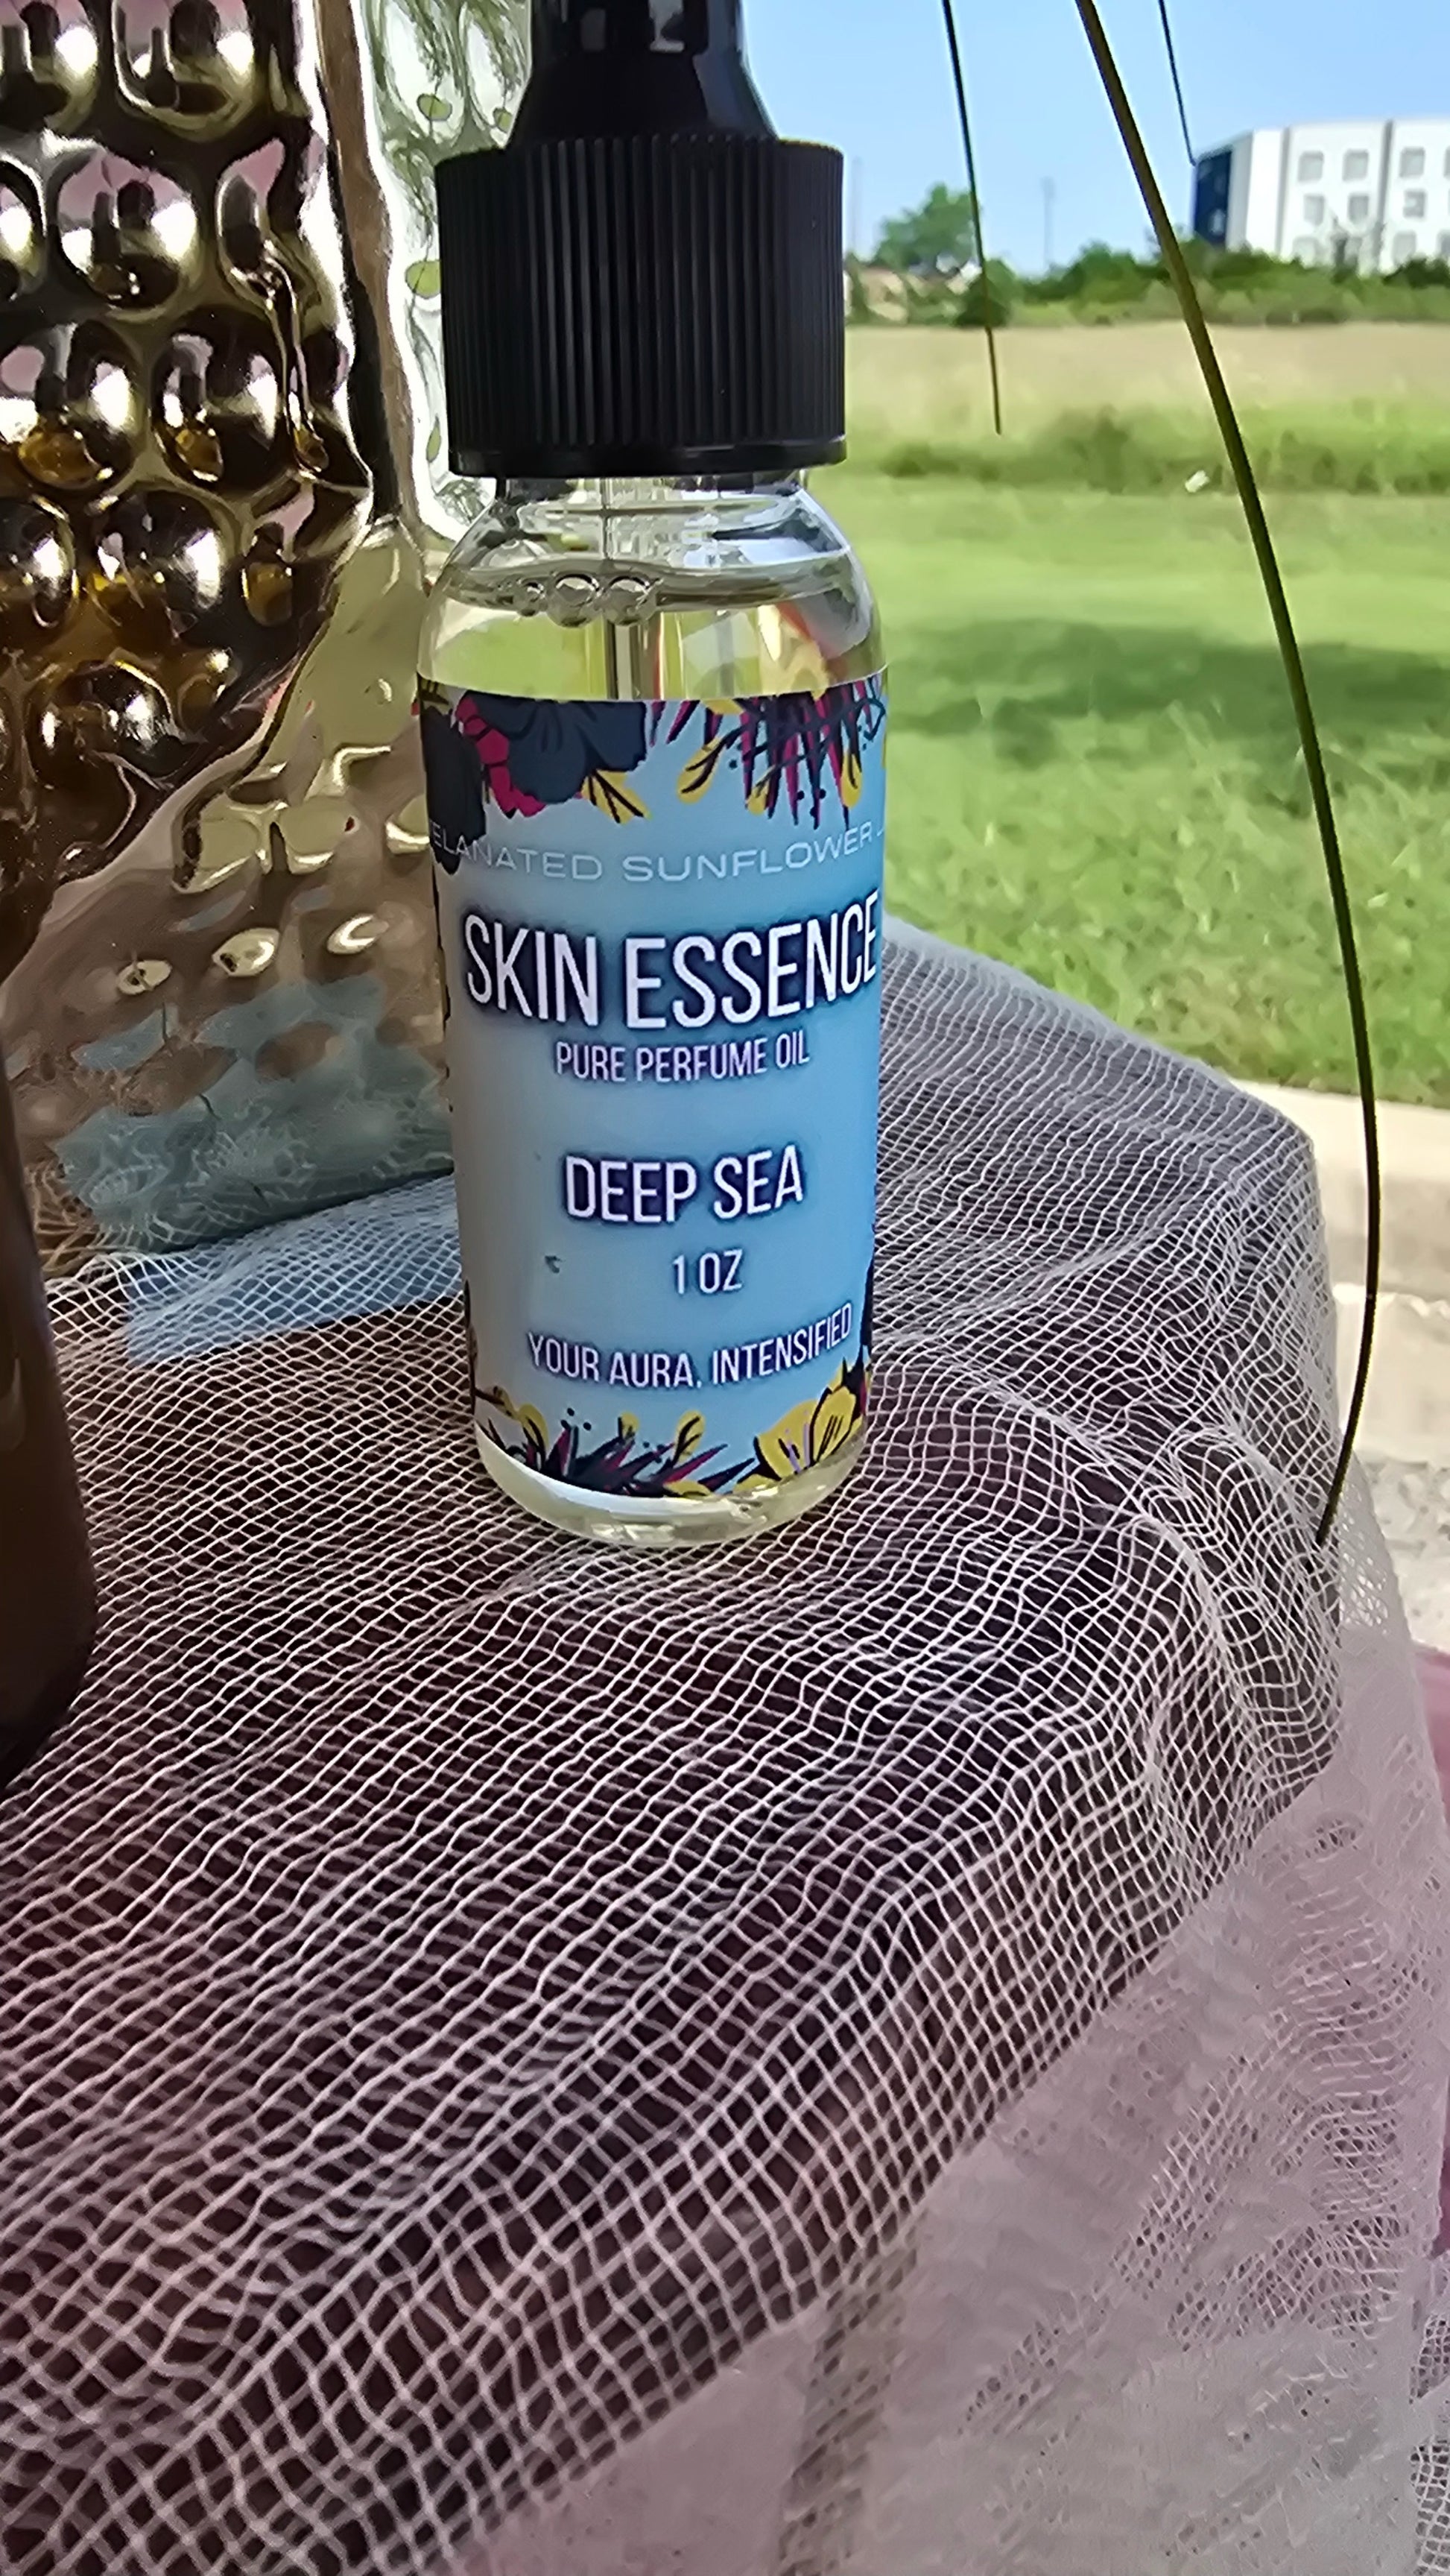 ELANATED SUNFLOWER
SKIN ESSENCE
PURE PERFUME OIL
DEEP SEA
1 OZ
YOUR AURA, INTENSIFIED